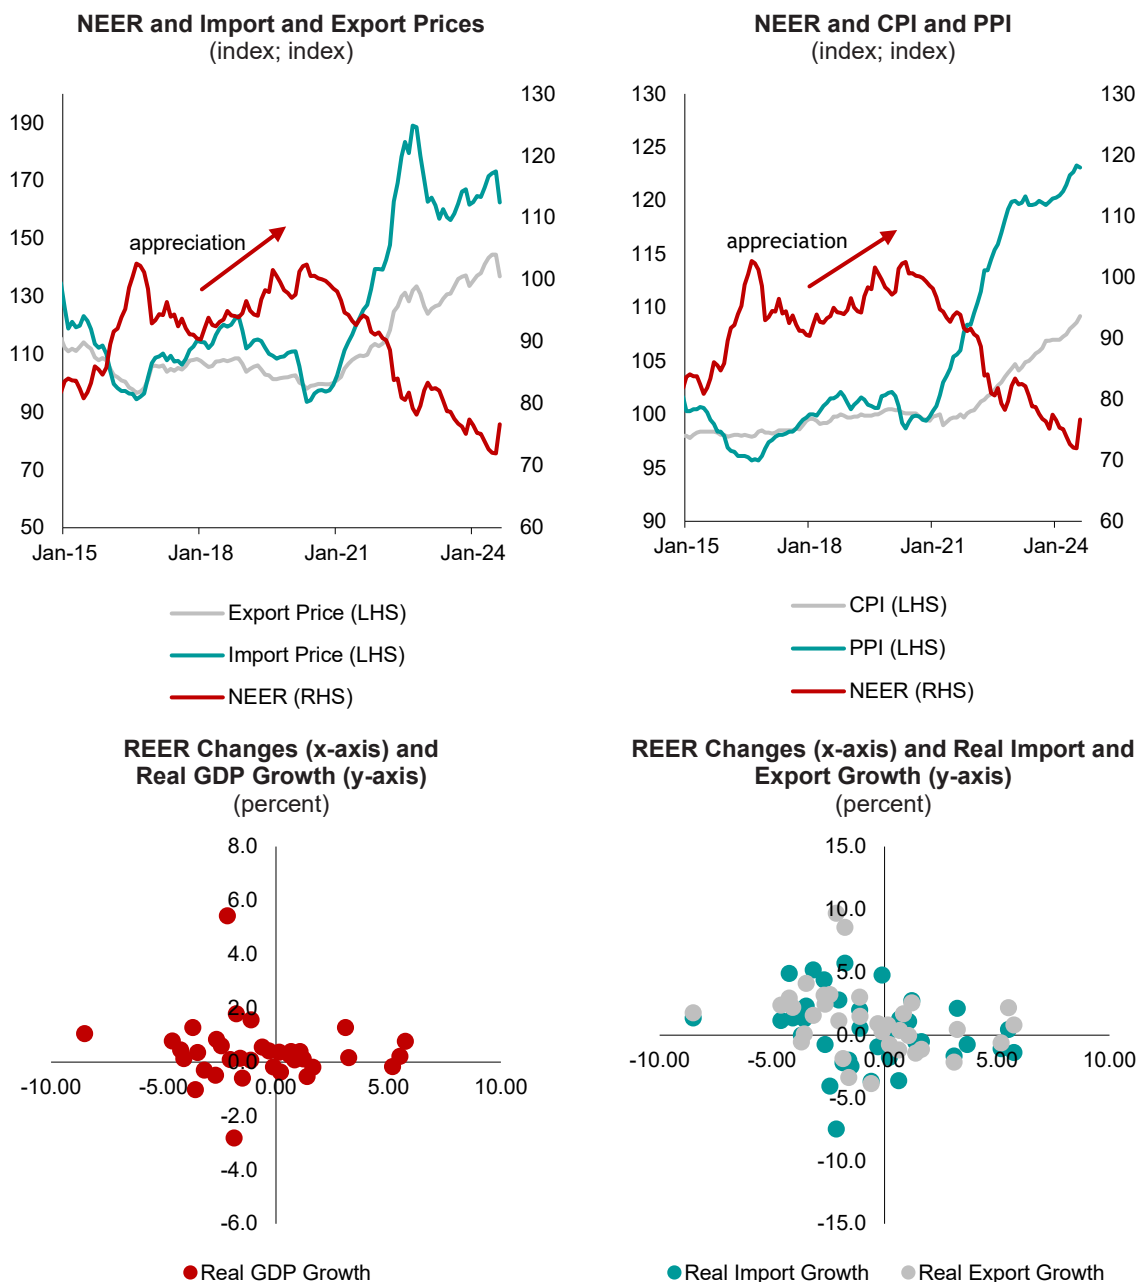 NEER and Import and Export Prices
(index; index)
130
190
120
170
110
150
appreciation
100
130
90
110
80
90
70
70
50
60
Jan-15
Jan-18
Jan-21
Jan-24
Export Price (LHS)
Import Price (LHS)
NEER (RHS)
NEER and CPI and PPI
(index; index)
130
130
125
120
120
110
115
appreciation
100
110
90
105
80
100
70
95
90
60
Jan-15
Jan-18
Jan-21
Jan-24
CPI (LHS)
PPI (LHS)
NEER (RHS)
REER Changes (x-axis) and
Real GDP Growth (y-axis)
(percent)
8.0
6.0
4.0
2.0
0.0
-10.00
-5.00
0.00
5.00
10.00
-2.0
-4.0
-6.0
Real GDP Growth
REER Changes (x-axis) and Real Import and
Export Growth (y-axis)
(percent)
15.0
10.0
5.0
0.0
-10.00
-5.00
0.00
5.00
10.00
-5.0
-10.0
-15.0
Real Import Growth
Real Export Growth